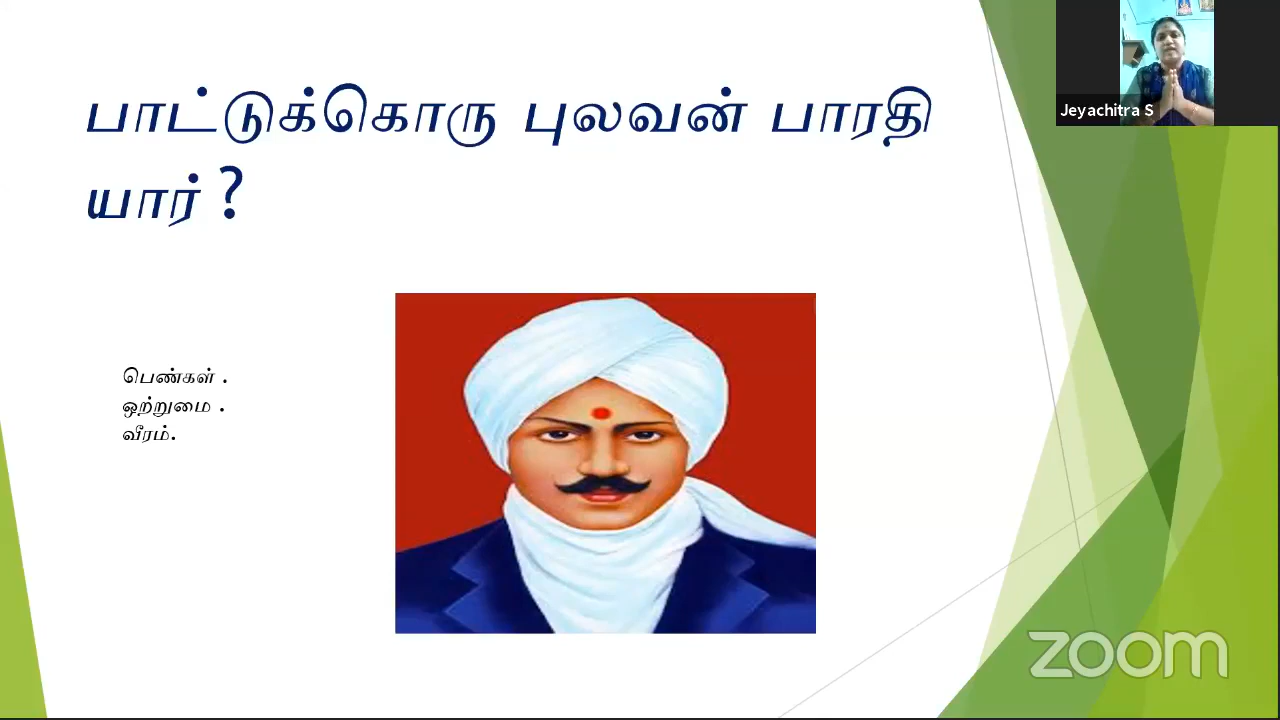 பாட்டுக்கொரு புலவன் பாரதி
யார் ?
Jeyachitra S
பெண்கள் .
ஒற்றுமை .
வீரம்.
zoom